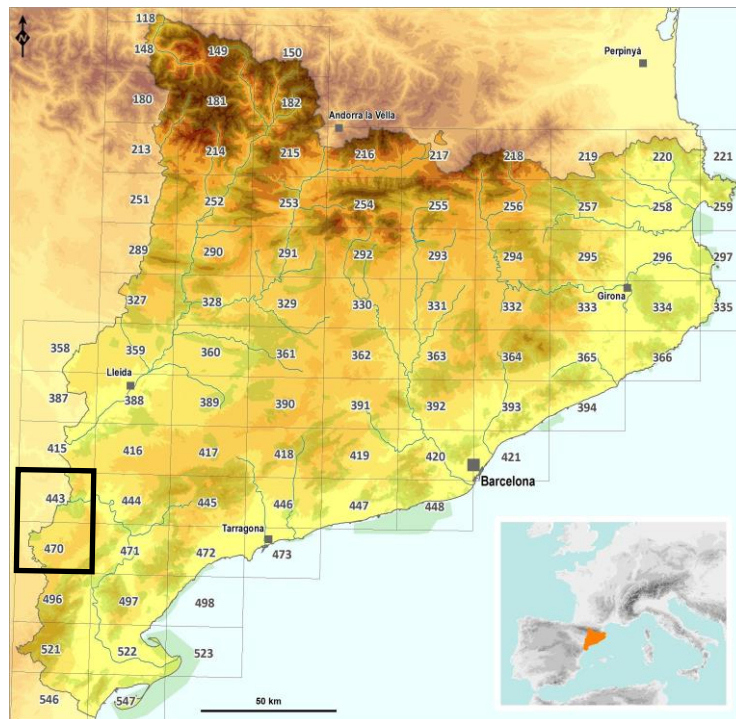 N
118
148 149 150
Perpinyà
180 181 182
Andorra la Vella
213 214 215 216 217 218 219 220 221
251 252 253 254 255 256 257 258 259
289 290 291 292 293 294 295 296 297
Girona
327 328 329 330 331 332 333 334 335
358 359 360 361 362 363 364 365 366
Lleida
387 388 389 390 391 392 393 394
415 416 417 418 419 420 421
Barcelona
443 444 445 446 447 448
Tarragona
470 471 472 473
496 497 498
521 522 523
546 547
50 km